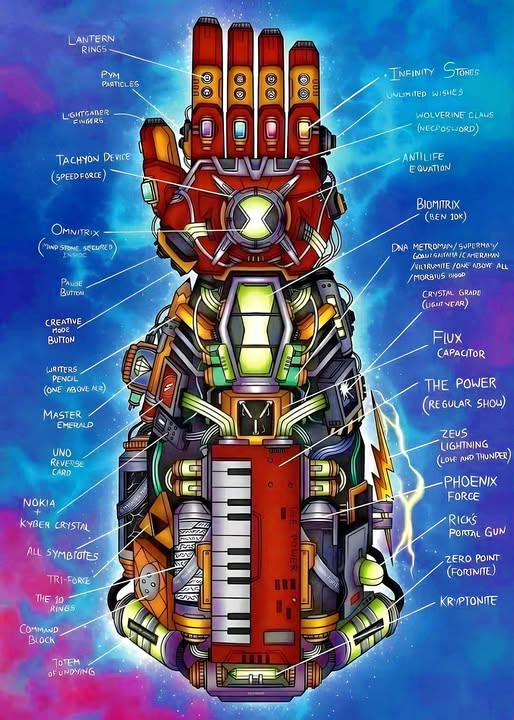 LANTERN
RINGS
PYM
PARTICLES
LIGHTSABER
FINGERS
TACHYON DEVICE
(SPEEDFORCE)
OMNITRIX
(MIND STONE SECURED
INSIDE)
PAUSE
BUTTON
CREATIVE
MODE
BUTTON
WRITERS
PENCIL
(ONE ABOVE ALL)
MASTER
EMERALD
UNO
REVERSE
CARD
NOKIA
+
KYBER CRYSTAL
ALL SYMBIOTES
TRI-FORCE
THE 10
RINGS
COMMAND
BLOCK
TOTEM
OF UNDYING
INFINITY STONES
UNLIMITED WISHES
WOLVERINE CLAWS
(NECROSWORD)
ANTILIFE
EQUATION
BIOMITRIX
(BEN 10K)
DNA METROMAN/SUPERMAN/
GOKU/SAITAMA/CAMERAMAN
/VILTRUMITE/ONE ABOVE ALL
/MORBIUS BLOOD
CRYSTAL GRADE
(LIGHTYEAR)
FLUX
CAPACITOR
THE POWER
(REGULAR SHOW)
ZEUS
LIGHTNING
(LOVE AND THUNDER)
PHOENIX
FORCE
RICK'S
PORTAL GUN
ZERO POINT
(FORTNITE)
KRYPTONITE
THE POWER